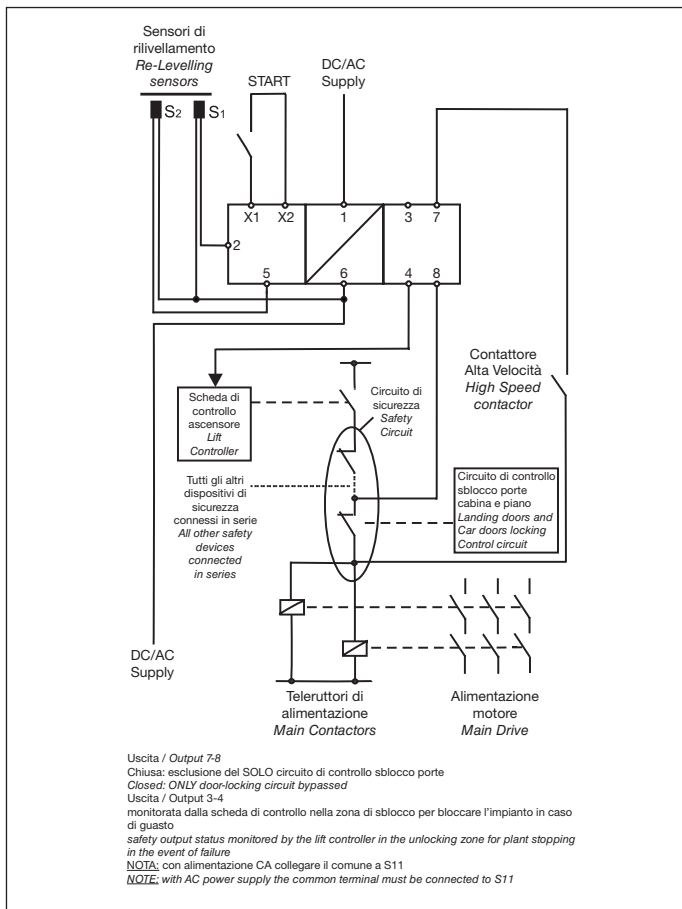 Sensori di
rilivellamento
Re-Levelling
sensors
S2
S1
START
DC/AC
Supply
X1
X2
1
3
7
2
5
6
4
8
Scheda di
controllo
ascensore
Lift
Controller
Circuito di
sicurezza
Safety
Circuit
Contattore
Alta Velocità
High Speed
contactor
Tutti gli altri
dispositivi di
sicurezza
connessi in serie
All other safety
devices
connected
in series
Circuito di controllo
sblocco porte
cabina e piano
Landing doors and
Car doors locking
Control circuit
DC/AC
Supply
Teleruttori di
alimentazione
Main Contactors
Alimentazione
motore
Main Drive
Uscita / Output 7-8
Chiusa: esclusione del SOLO circuito di controllo sblocco porte
Closed: ONLY door-locking circuit bypassed
Uscita / Output 3-4
monitorata dalla scheda di controllo nella zona di sblocco per bloccare l'impianto in caso
di guasto
safety output status monitored by the lift controller in the unlocking zone for plant stopping
in the event of failure
NOTA: con alimentazione CA collegare il comune a S11
NOTE: with AC power supply the common terminal must be connected to S11